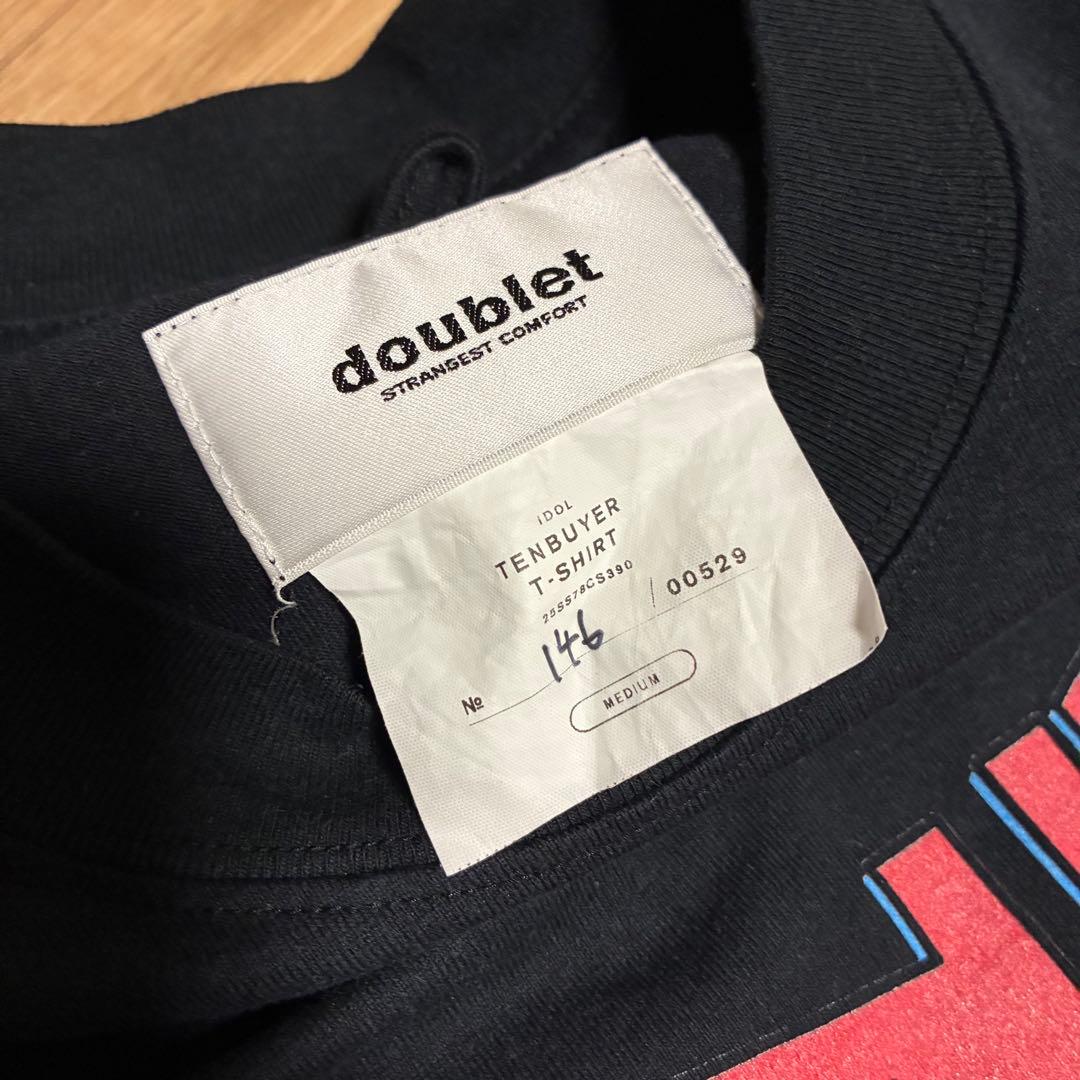 doublet
STRANGEST COMFORT
IDOL
TENBUYER
T-SHIRT
25SS78CS390
№ 146 / 00529
MEDIUM